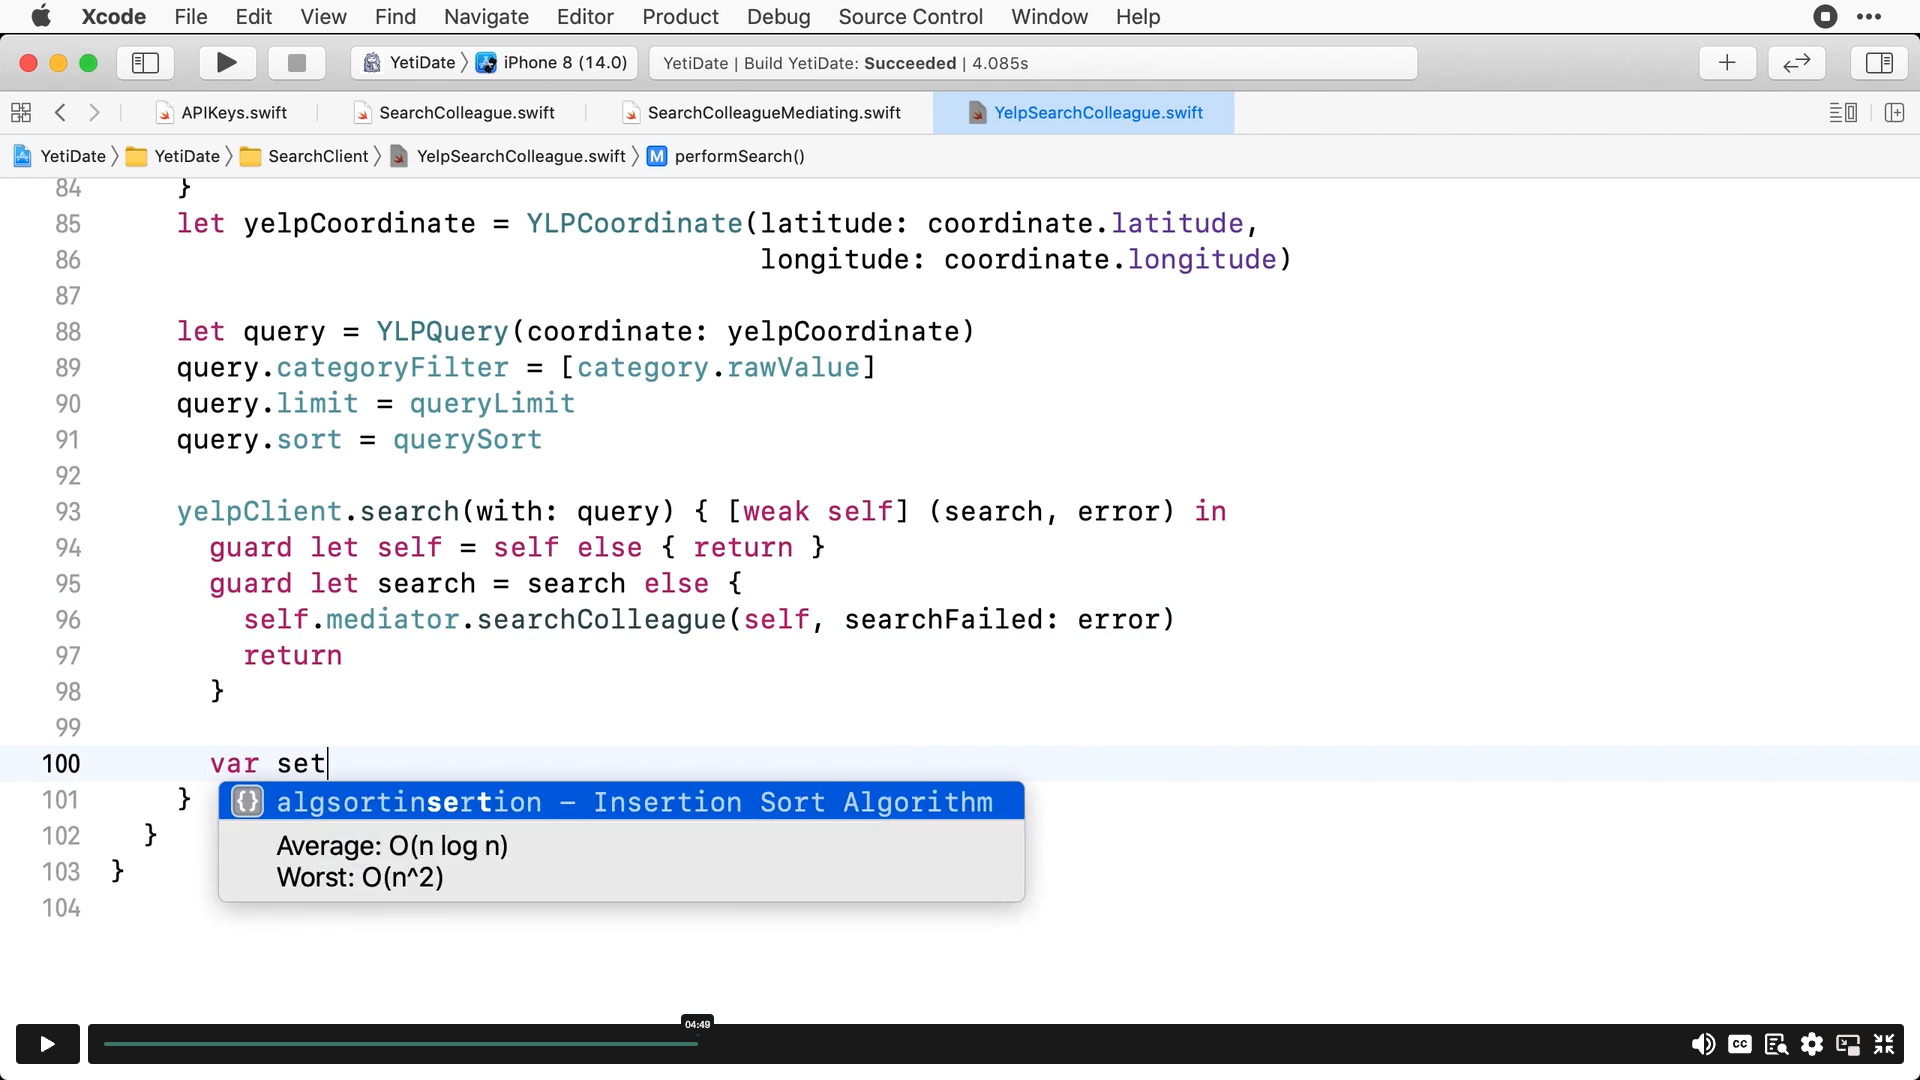 Xcode File Edit View Find Navigate Editor Product Debug Source Control Window Help
YetiDate 〉 iPhone 8 (14.0) YetiDate | Build YetiDate: Succeeded | 4.085s
APIKeys.swift SearchColleague.swift SearchColleagueMediating.swift YelpSearchColleague.swift
YetiDate 〉 YetiDate 〉 SearchClient 〉 YelpSearchColleague.swift 〉 M performSearch()
84 }
85 let yelpCoordinate = YLPCoordinate(latitude: coordinate.latitude,
86 longitude: coordinate.longitude)
87
88 let query = YLPQuery(coordinate: yelpCoordinate)
89 query.categoryFilter = [category.rawValue]
90 query.limit = queryLimit
91 query.sort = querySort
92
93 yelpClient.search(with: query) { [weak self] (search, error) in
94 guard let self = self else { return }
95 guard let search = search else {
96 self.mediator.searchColleague(self, searchFailed: error)
97 return
98 }
99
100 var set
101 }
{} algsortinsertion – Insertion Sort Algorithm
Average: O(n log n)
Worst: O(n^2)
102 }
103 }
104
04:49
CC